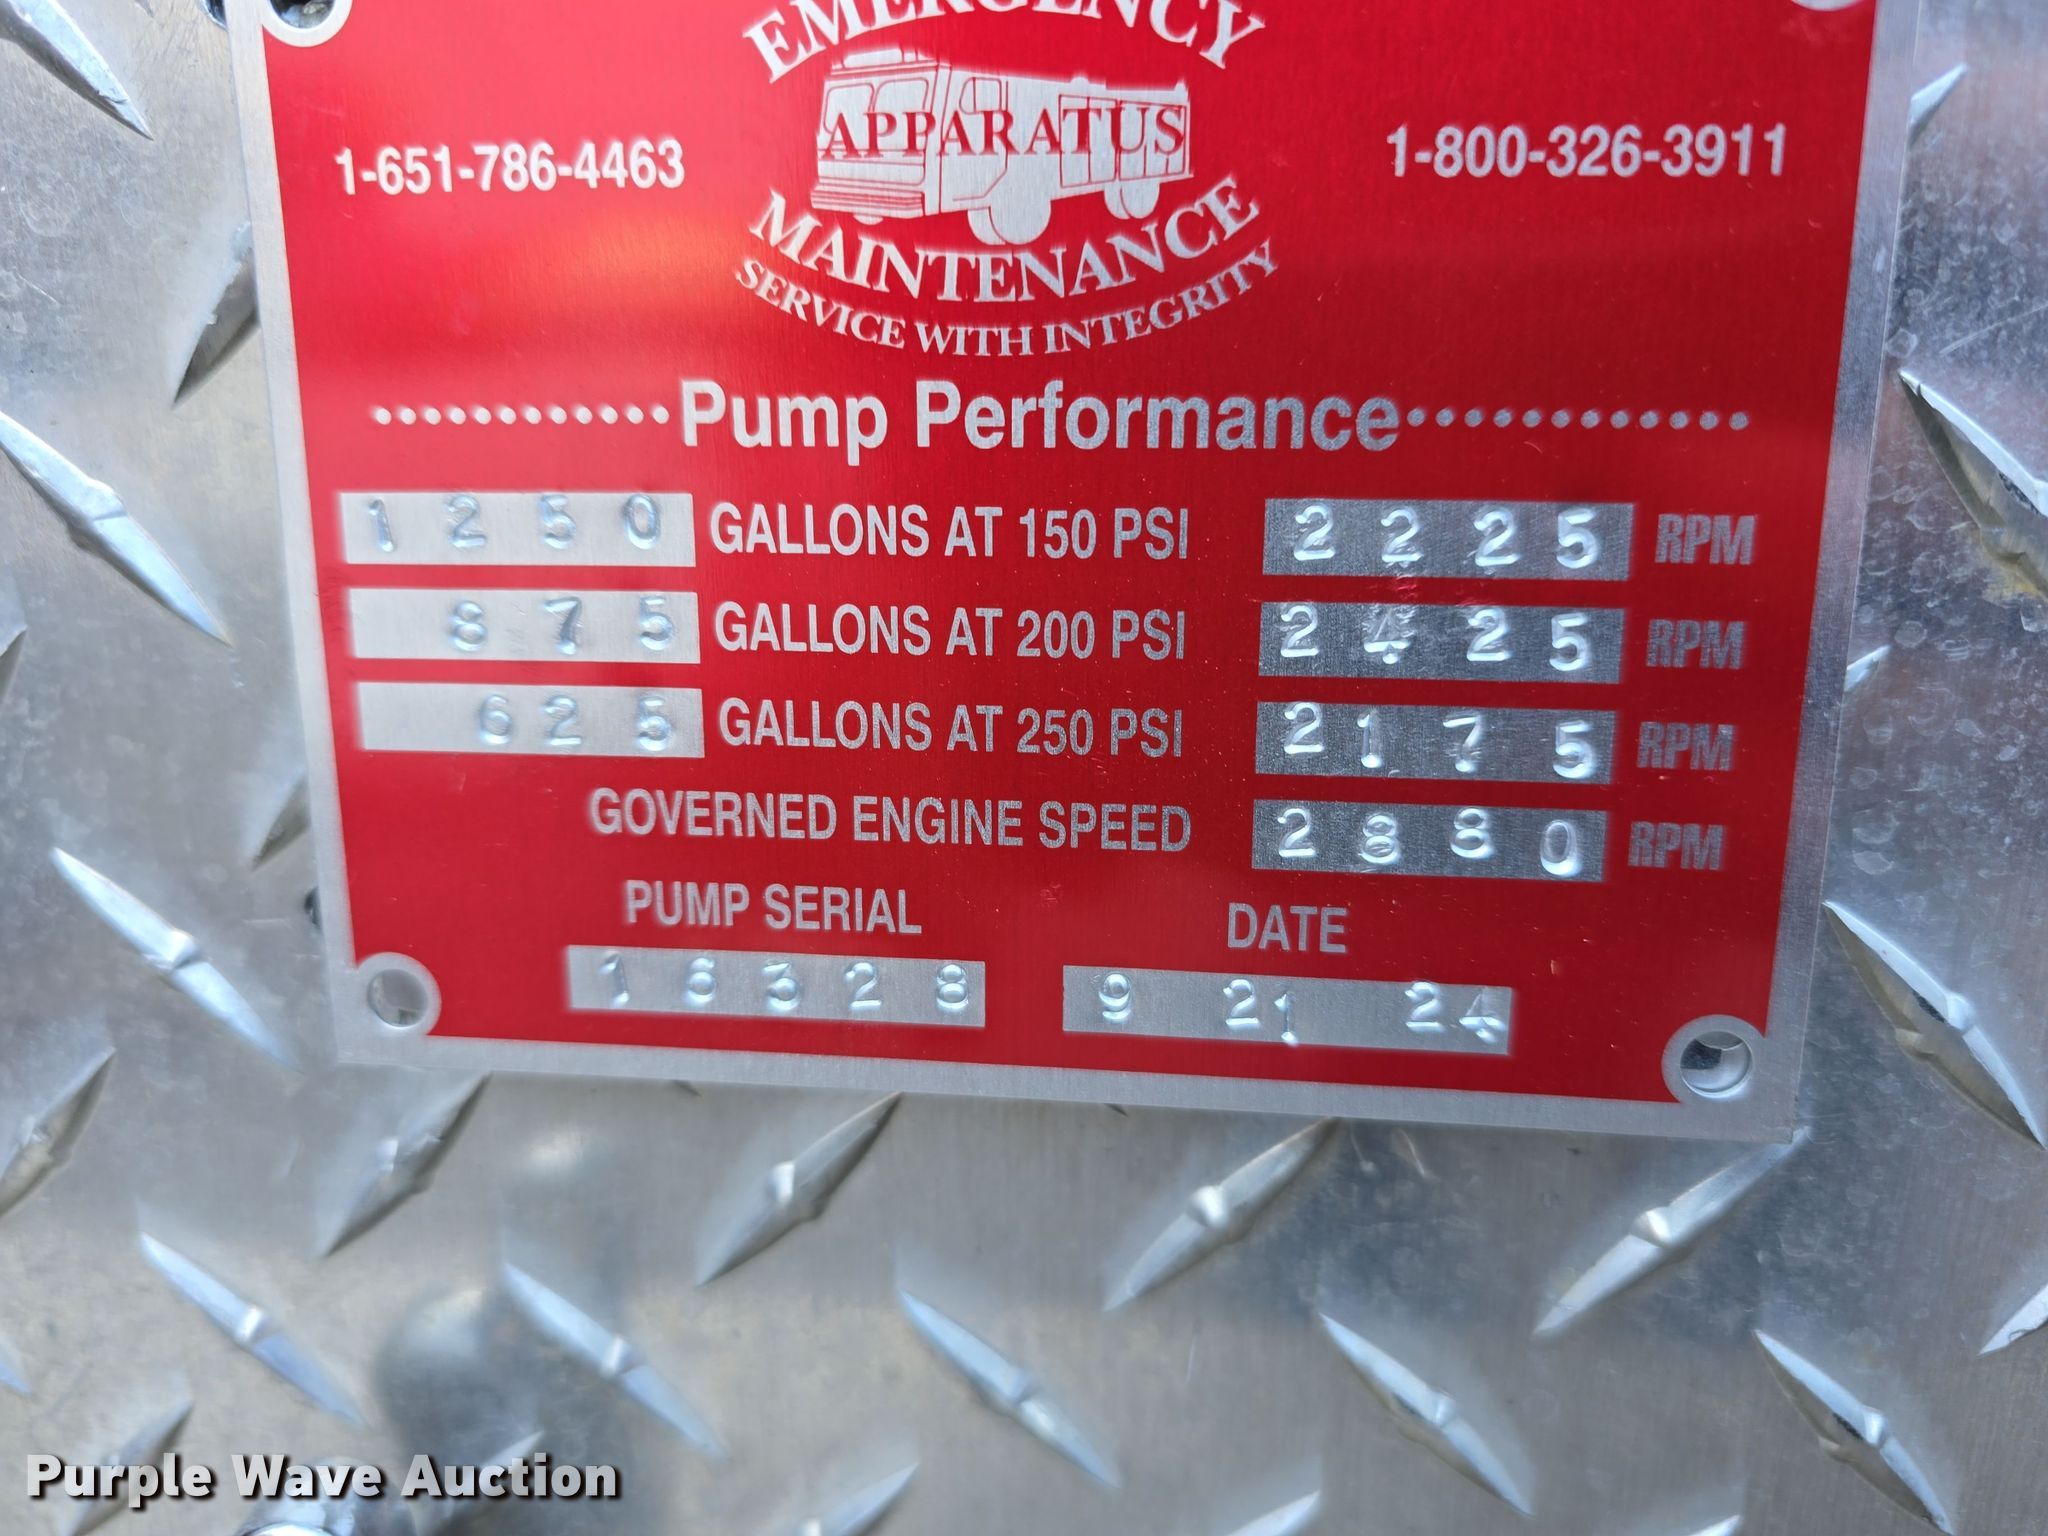 EMERGENCY
APPARATUS
1-651-786-4463
1-800-326-3911
MAINTENANCE
SERVICE WITH INTEGRITY
Pump Performance
1250 GALLONS AT 150 PSI 2225 RPM
875 GALLONS AT 200 PSI 2425 RPM
625 GALLONS AT 250 PSI 2175 RPM
GOVERNED ENGINE SPEED 2880 RPM
PUMP SERIAL DATE
16328 9 21 24
Purple Wave Auction